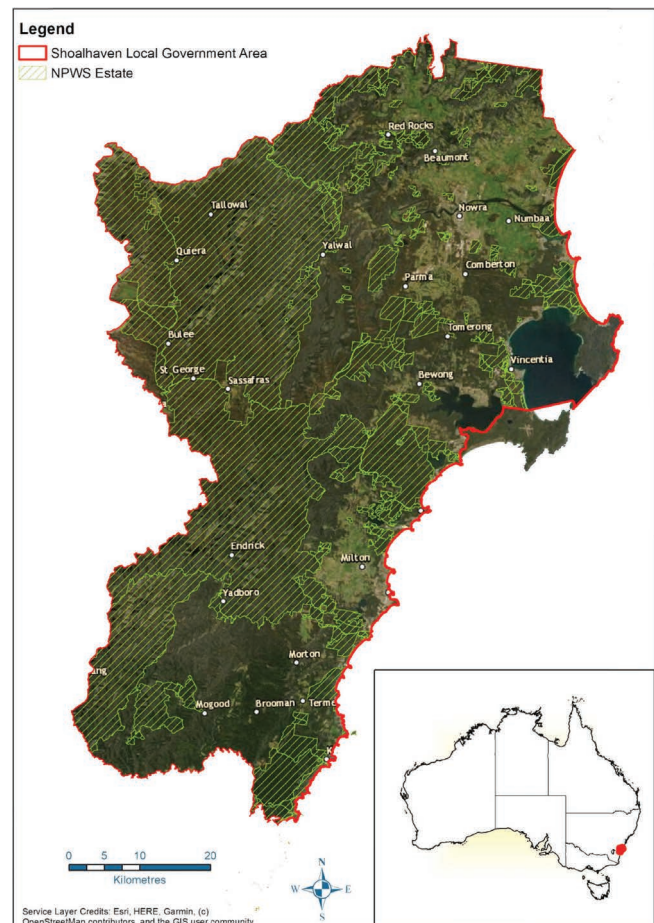 Legend
Shoalhaven Local Government Area
NPWS Estate
Red Rocks
Beaumont
Tallowal
Nowra
Numbaa
Quiera
Yalwal
Comberton
Parma
Bulee
Tomerong
St George
Sassafras
Bewong
Vincentia
Endrick
Milton
Yadboro
Morton
ang
Mogood
Brooman
Terme
K
0 5 10 20
Kilometres
N
W E
S
Service Layer Credits: Esri, HERE, Garmin, (c)
OpenStreetMap contributors, and the GIS user community